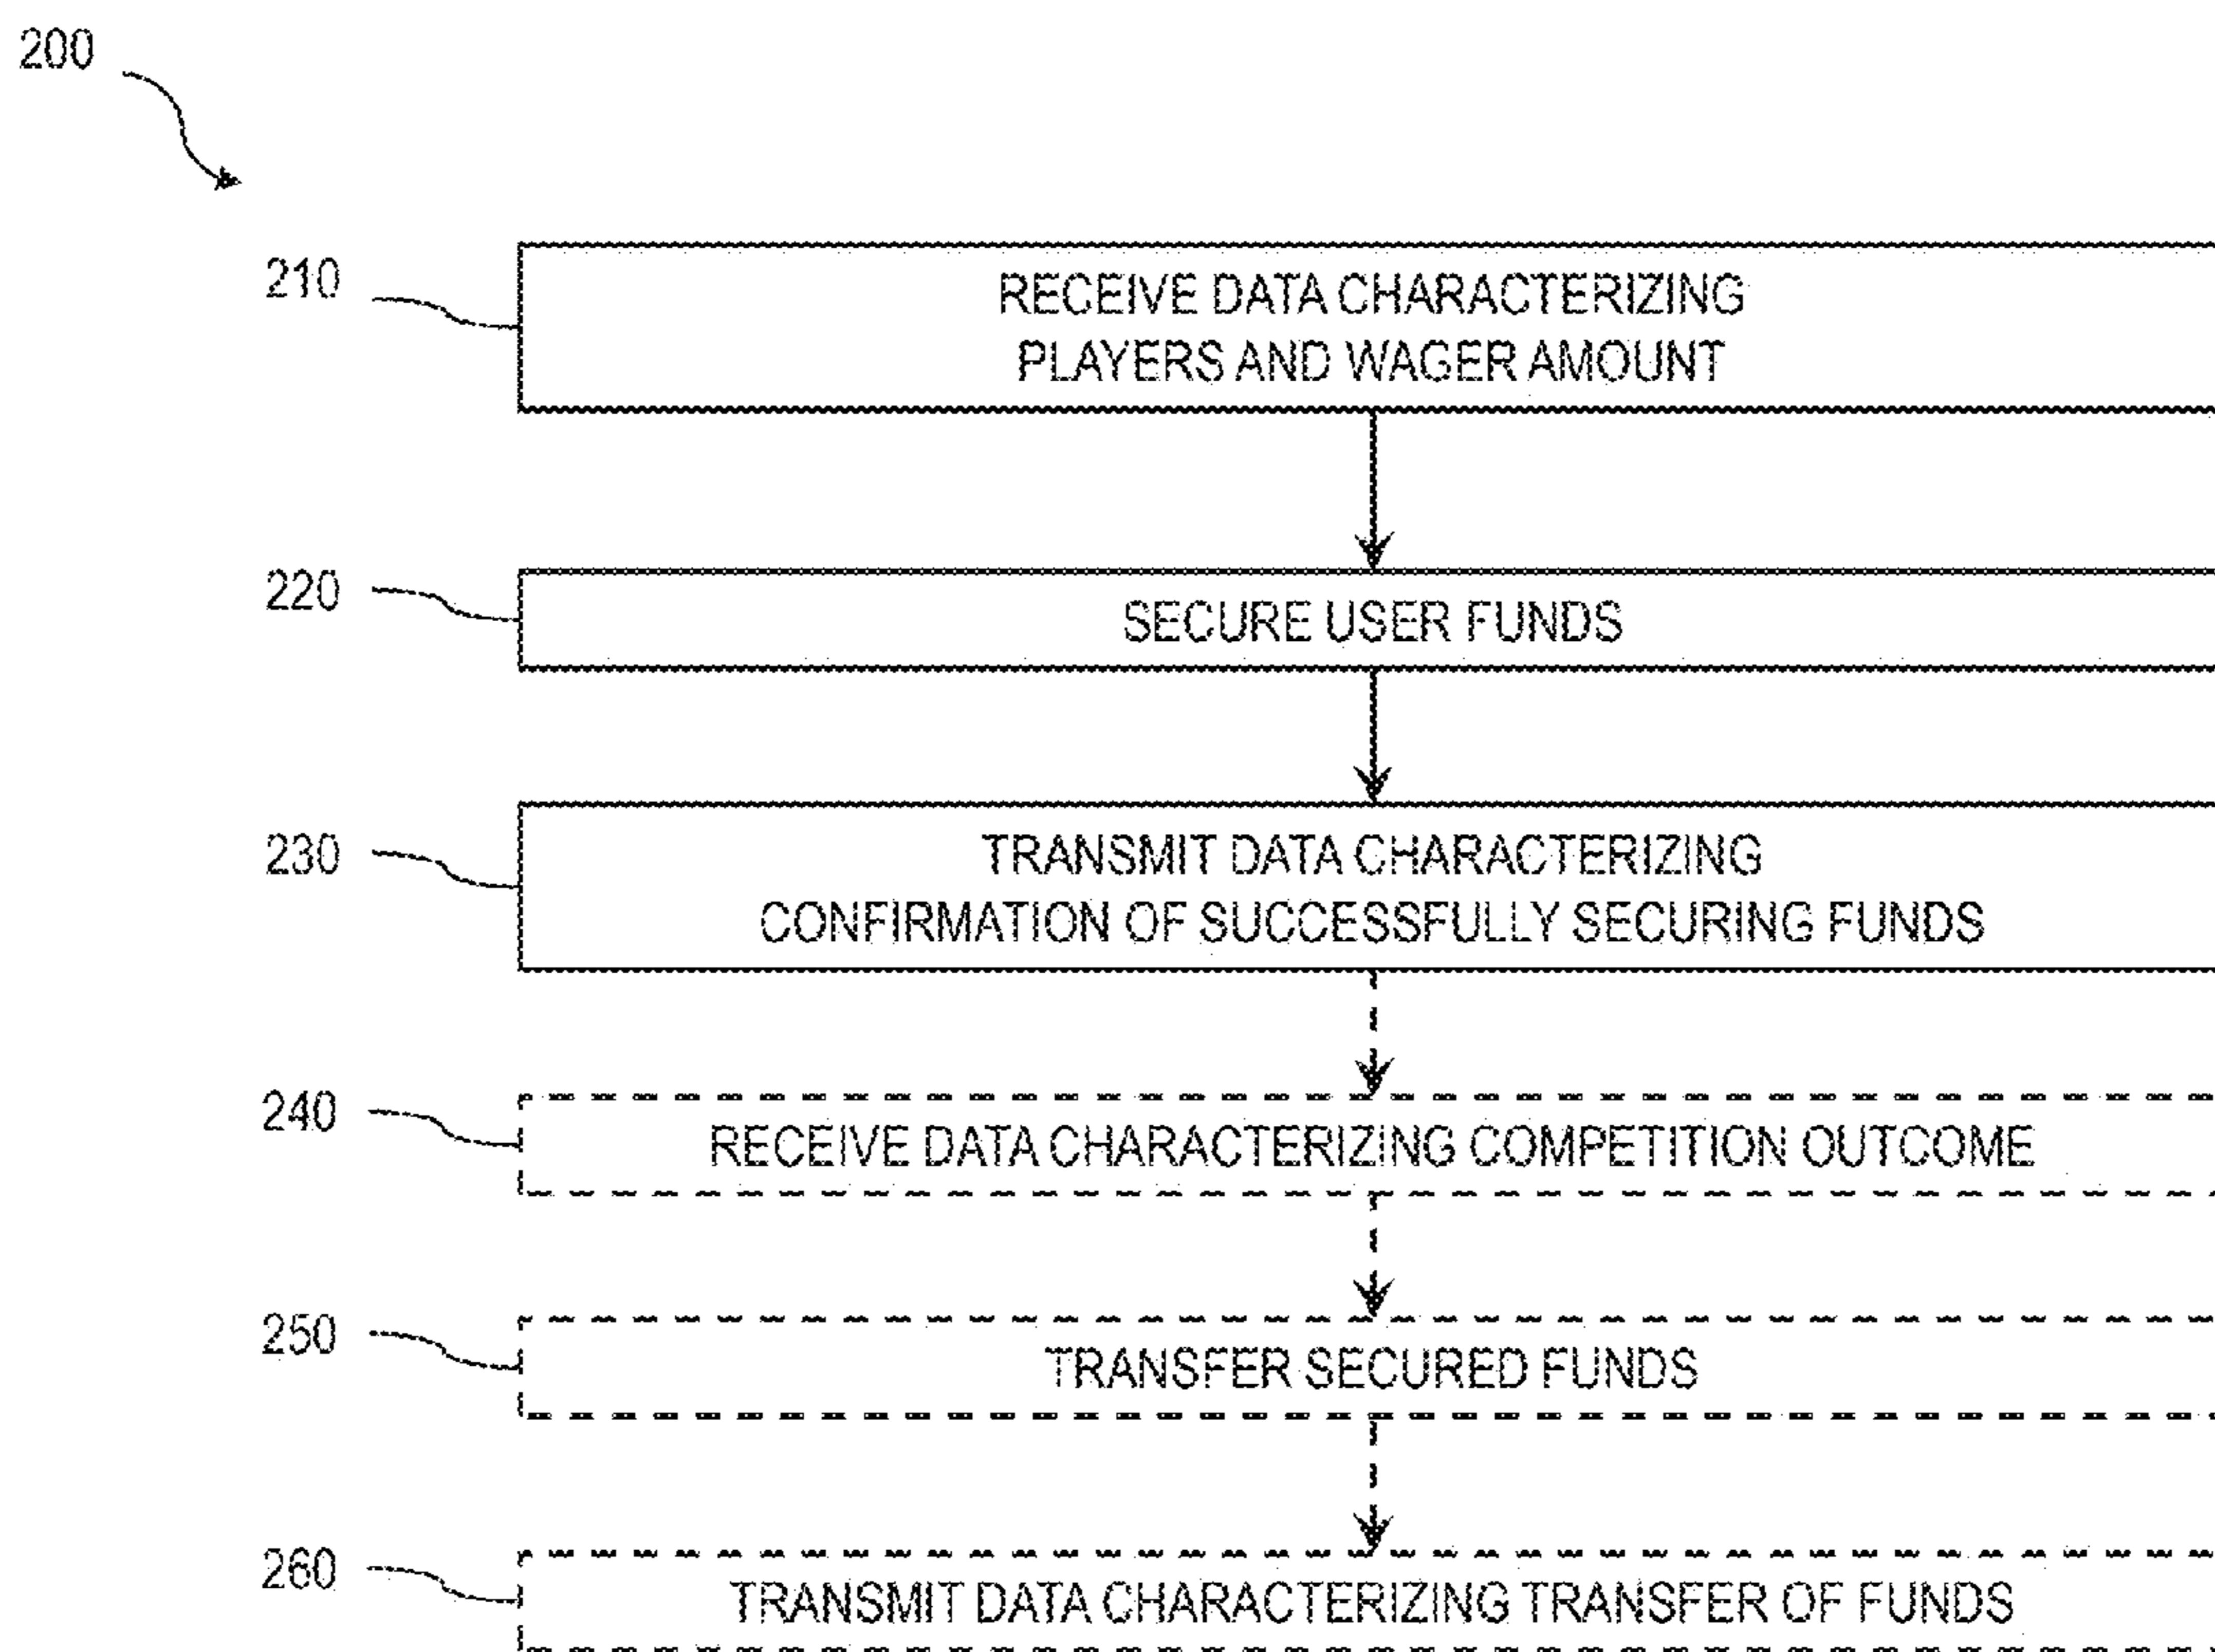 200
210
RECEIVE DATA CHARACTERIZING
PLAYERS AND WAGER AMOUNT
220
SECURE USER FUNDS
230
TRANSMIT DATA CHARACTERIZING
CONFIRMATION OF SUCCESSFULLY SECURING FUNDS
240
RECEIVE DATA CHARACTERIZING COMPETITION OUTCOME
250
TRANSFER SECURED FUNDS
260
TRANSMIT DATA CHARACTERIZING TRANSFER OF FUNDS